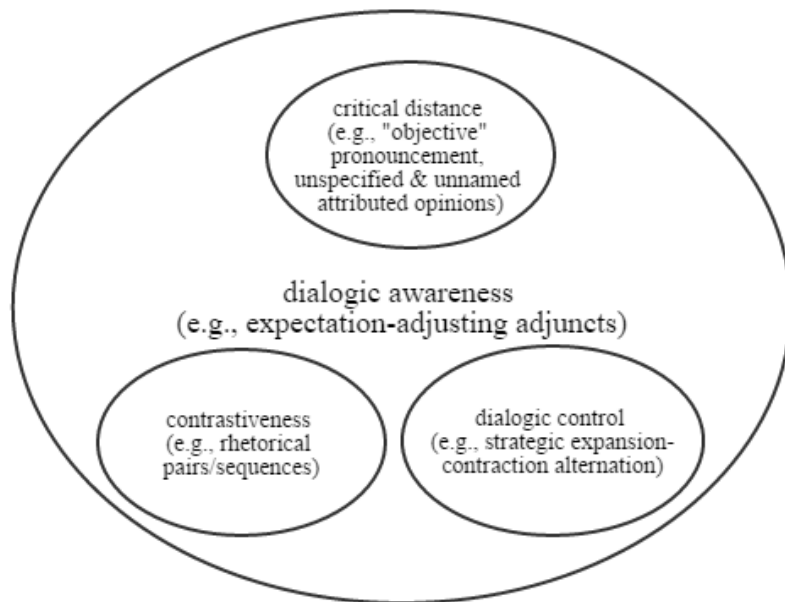 critical distance
(e.g., "objective"
pronouncement,
unspecified & unnamed
attributed opinions)
dialogic awareness
(e.g., expectation-adjusting adjuncts)
contrastiveness
(e.g., rhetorical
pairs/sequences)
dialogic control
(e.g., strategic expansion-
contraction alternation)